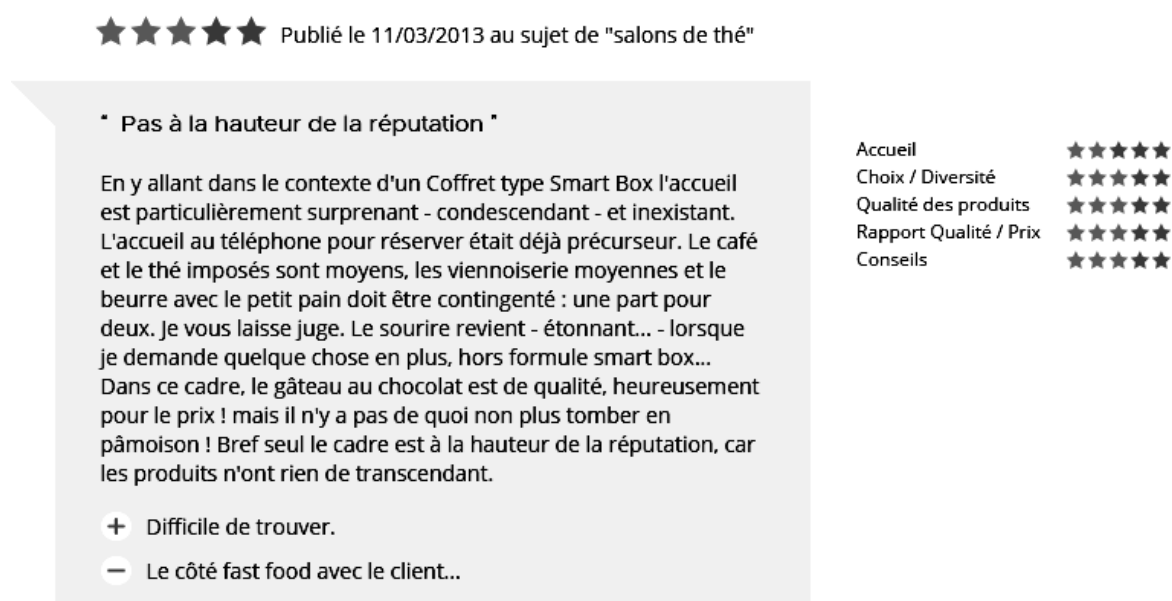 Publié le 11/03/2013 au sujet de "salons de thé"
" Pas à la hauteur de la réputation "
En y allant dans le contexte d'un Coffret type Smart Box l'accueil
est particulièrement surprenant - condescendant - et inexistant.
L'accueil au téléphone pour réserver était déjà précurseur. Le café
et le thé imposés sont moyens, les viennoiserie moyennes et le
beurre avec le petit pain doit être contingenté : une part pour
deux. Je vous laisse juge. Le sourire revient - étonnant... - lorsque
je demande quelque chose en plus, hors formule smart box...
Dans ce cadre, le gâteau au chocolat est de qualité, heureusement
pour le prix ! mais il n'y a pas de quoi non plus tomber en
pâmoison ! Bref seul le cadre est à la hauteur de la réputation, car
les produits n'ont rien de transcendant.
+ Difficile de trouver.
– Le côté fast food avec le client...
Accueil
Choix / Diversité
Qualité des produits
Rapport Qualité / Prix
Conseils